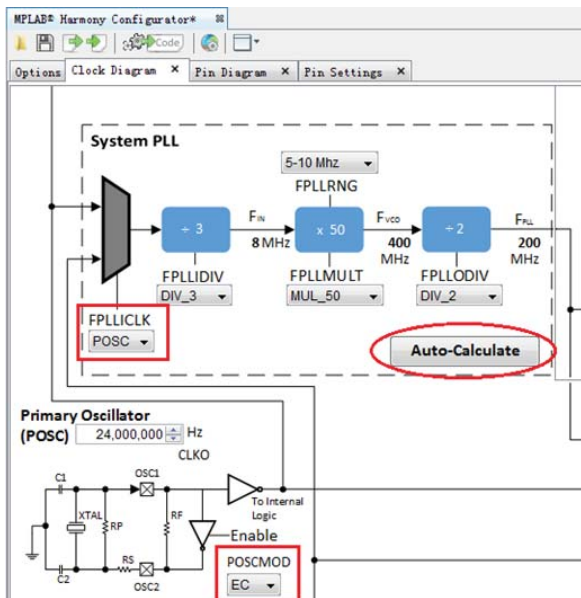 MPLAB® Harmony Configurator*
Code
Options Clock Diagram × Pin Diagram × Pin Settings ×
System PLL
5-10 Mhz
FPLLRNG
÷ 3
FIN
8 MHz
x 50
FVCO
400
MHz
÷ 2
FPLL
200
MHz
FPLLIDIV
DIV_3
FPLLMULT
MUL_50
FPLLODIV
DIV_2
FPLLICLK
POSC
Auto-Calculate
Primary Oscillator
(POSC) 24,000,000 Hz
CLKO
C1
OSC1
To Internal
Logic
XTAL
RP
RF
Enable
RS
C2
OSC2
POSCMOD
EC